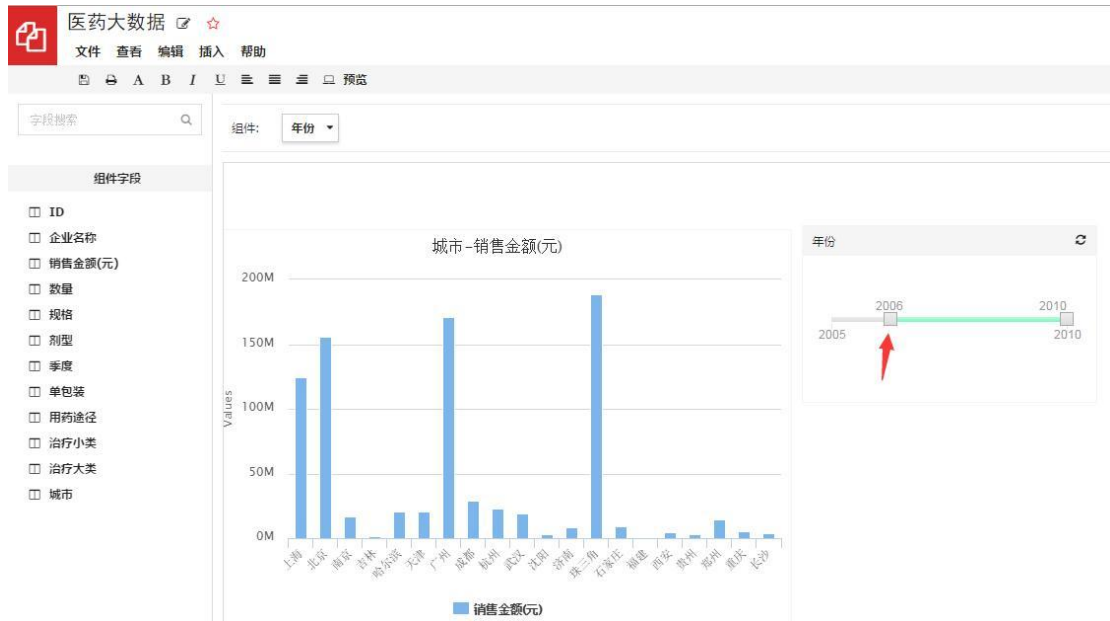 医药大数据
文件 查看 编辑 插入 帮助
A B I U 预览
字段搜索
组件: 年份
组件字段
ID
企业名称
销售金额(元)
数量
规格
剂型
季度
单包装
用药途径
治疗小类
治疗大类
城市
城市-销售金额(元)
200M
150M
100M
50M
0M
Values
上海 北京 南京 吉林 哈尔滨 天津 广州 成都 杭州 武汉 沈阳 济南 珠三角 石家庄 福建 西安 贵州 郑州 重庆 长沙
销售金额(元)
年份
2006 2010
2005 2010